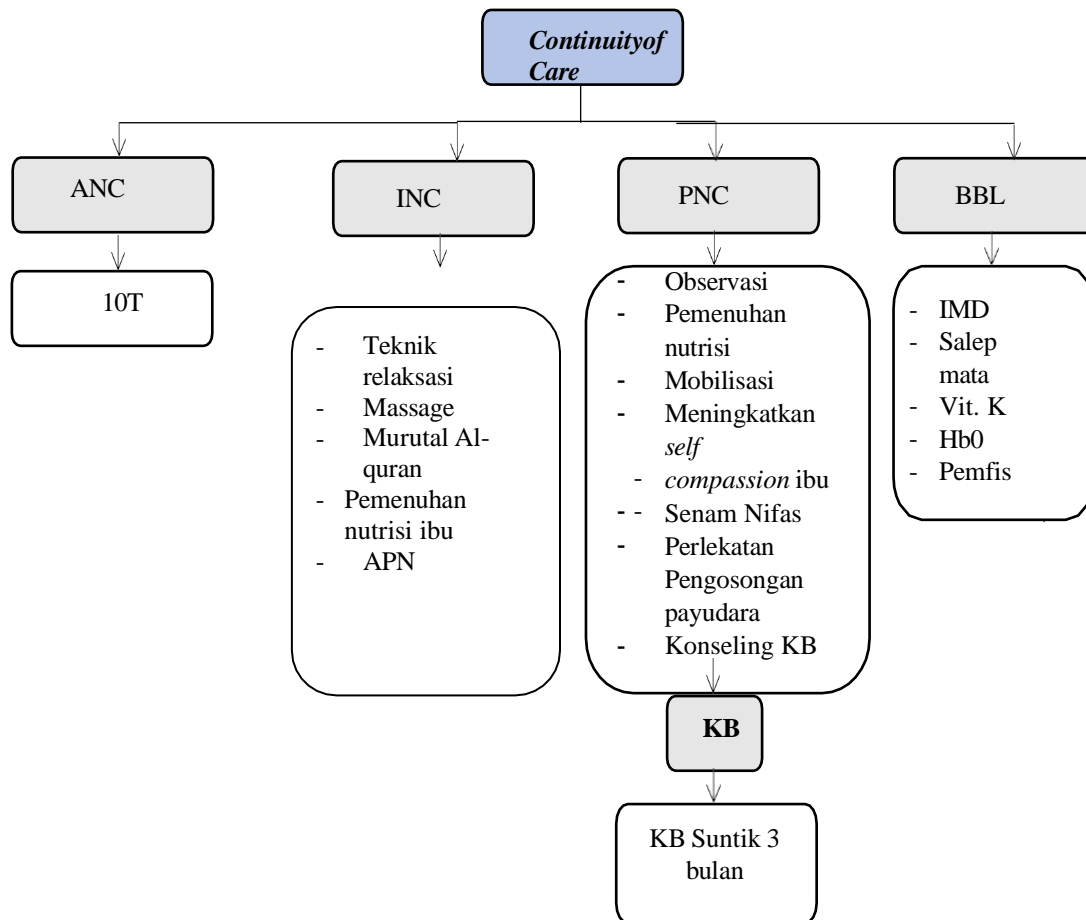 Continuityof
Care
ANC
INC
PNC
BBL
10T
- Teknik
relaksasi
- Massage
- Murutal Al-
quran
- Pemenuhan
nutrisi ibu
- APN
- Observasi
- Pemenuhan
nutrisi
- Mobilisasi
- Meningkatkan
self
- compassion ibu
- - Senam Nifas
- Perlekatan
Pengosongan
payudara
- Konseling KB
- IMD
- Salep
mata
- Vit. K
- Hb0
- Pemfis
KB
KB Suntik 3
bulan